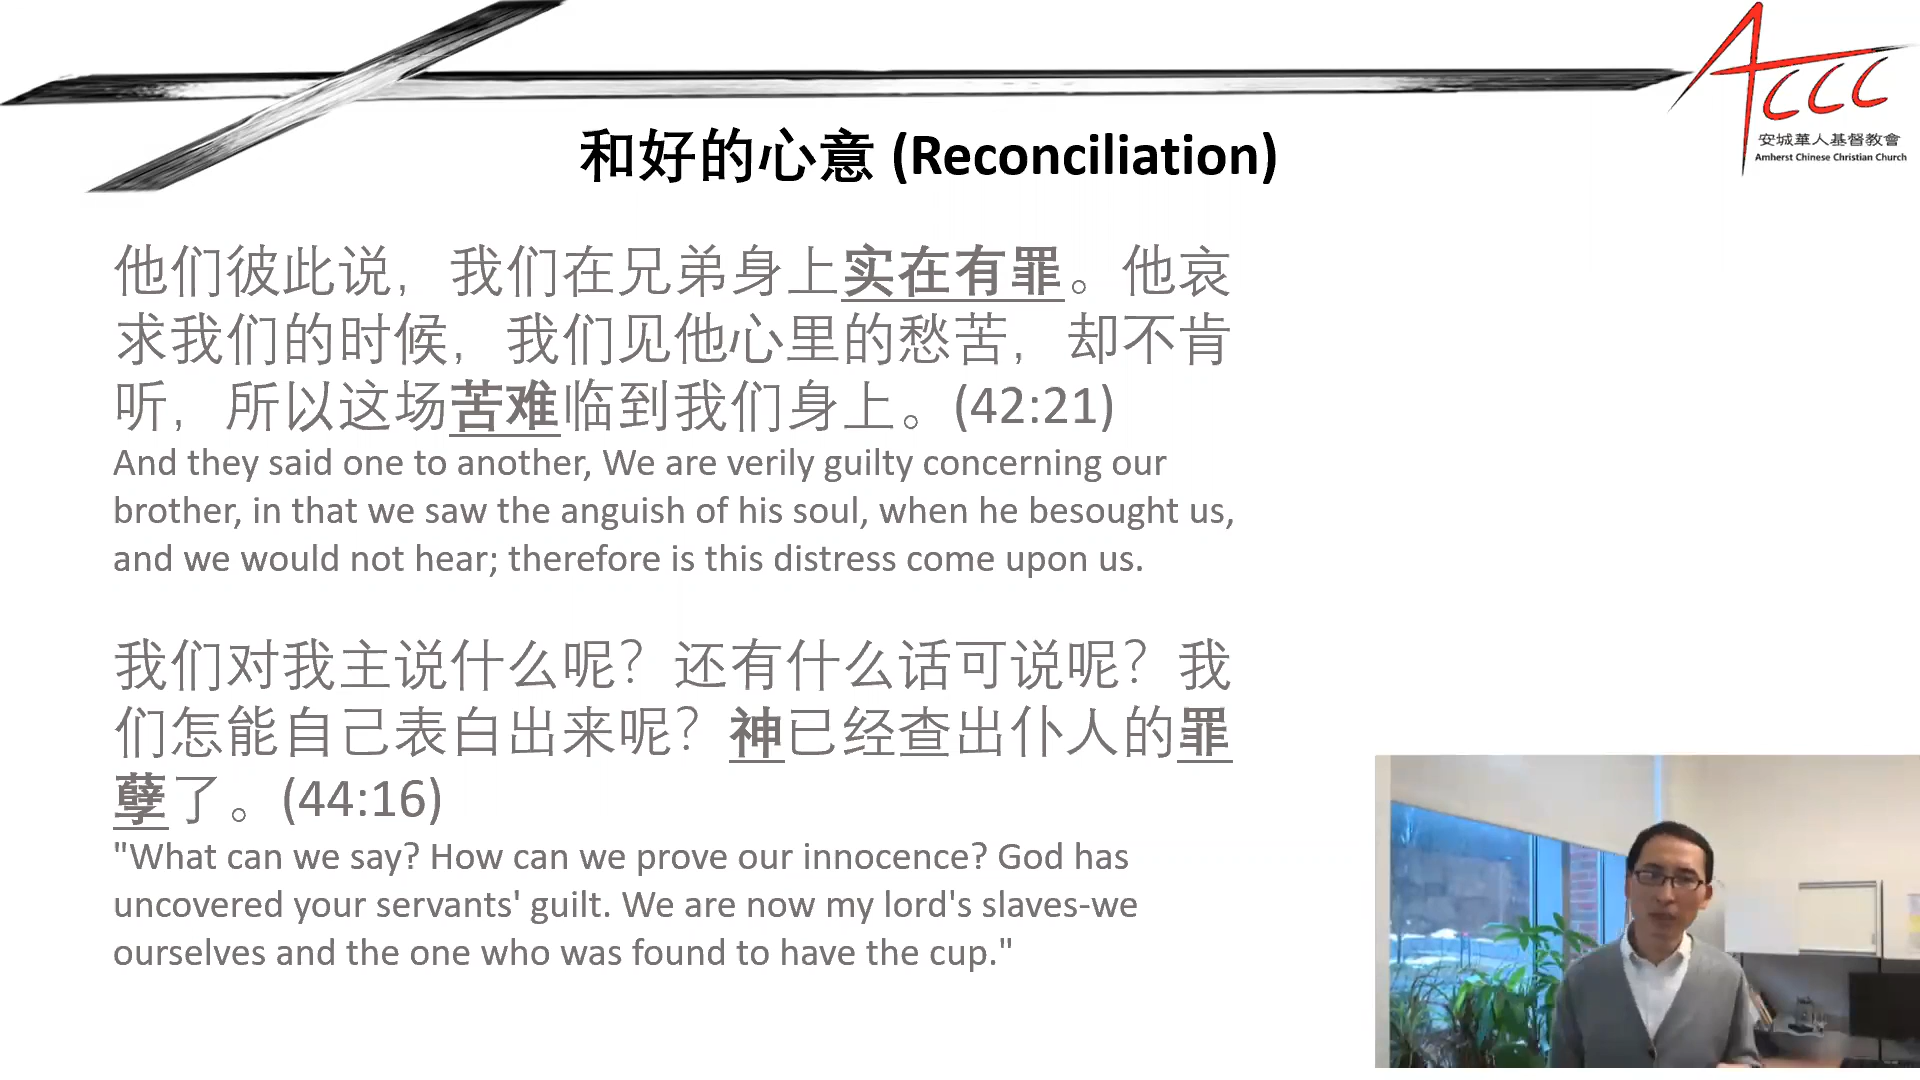 ACCC
安城華人基督教會
Amherst Chinese Christian Church
和好的心意 (Reconciliation)
他们彼此说，我们在兄弟身上实在有罪。他哀
求我们的时候，我们见他心里的愁苦，却不肯
听，所以这场苦难临到我们身上。(42:21)
And they said one to another, We are verily guilty concerning our
brother, in that we saw the anguish of his soul, when he besought us,
and we would not hear; therefore is this distress come upon us.
我们对我主说什么呢？还有什么话可说呢？我
们怎能自己表白出来呢？神已经查出仆人的罪
孽了。(44:16)
"What can we say? How can we prove our innocence? God has
uncovered your servants' guilt. We are now my lord's slaves-we
ourselves and the one who was found to have the cup."